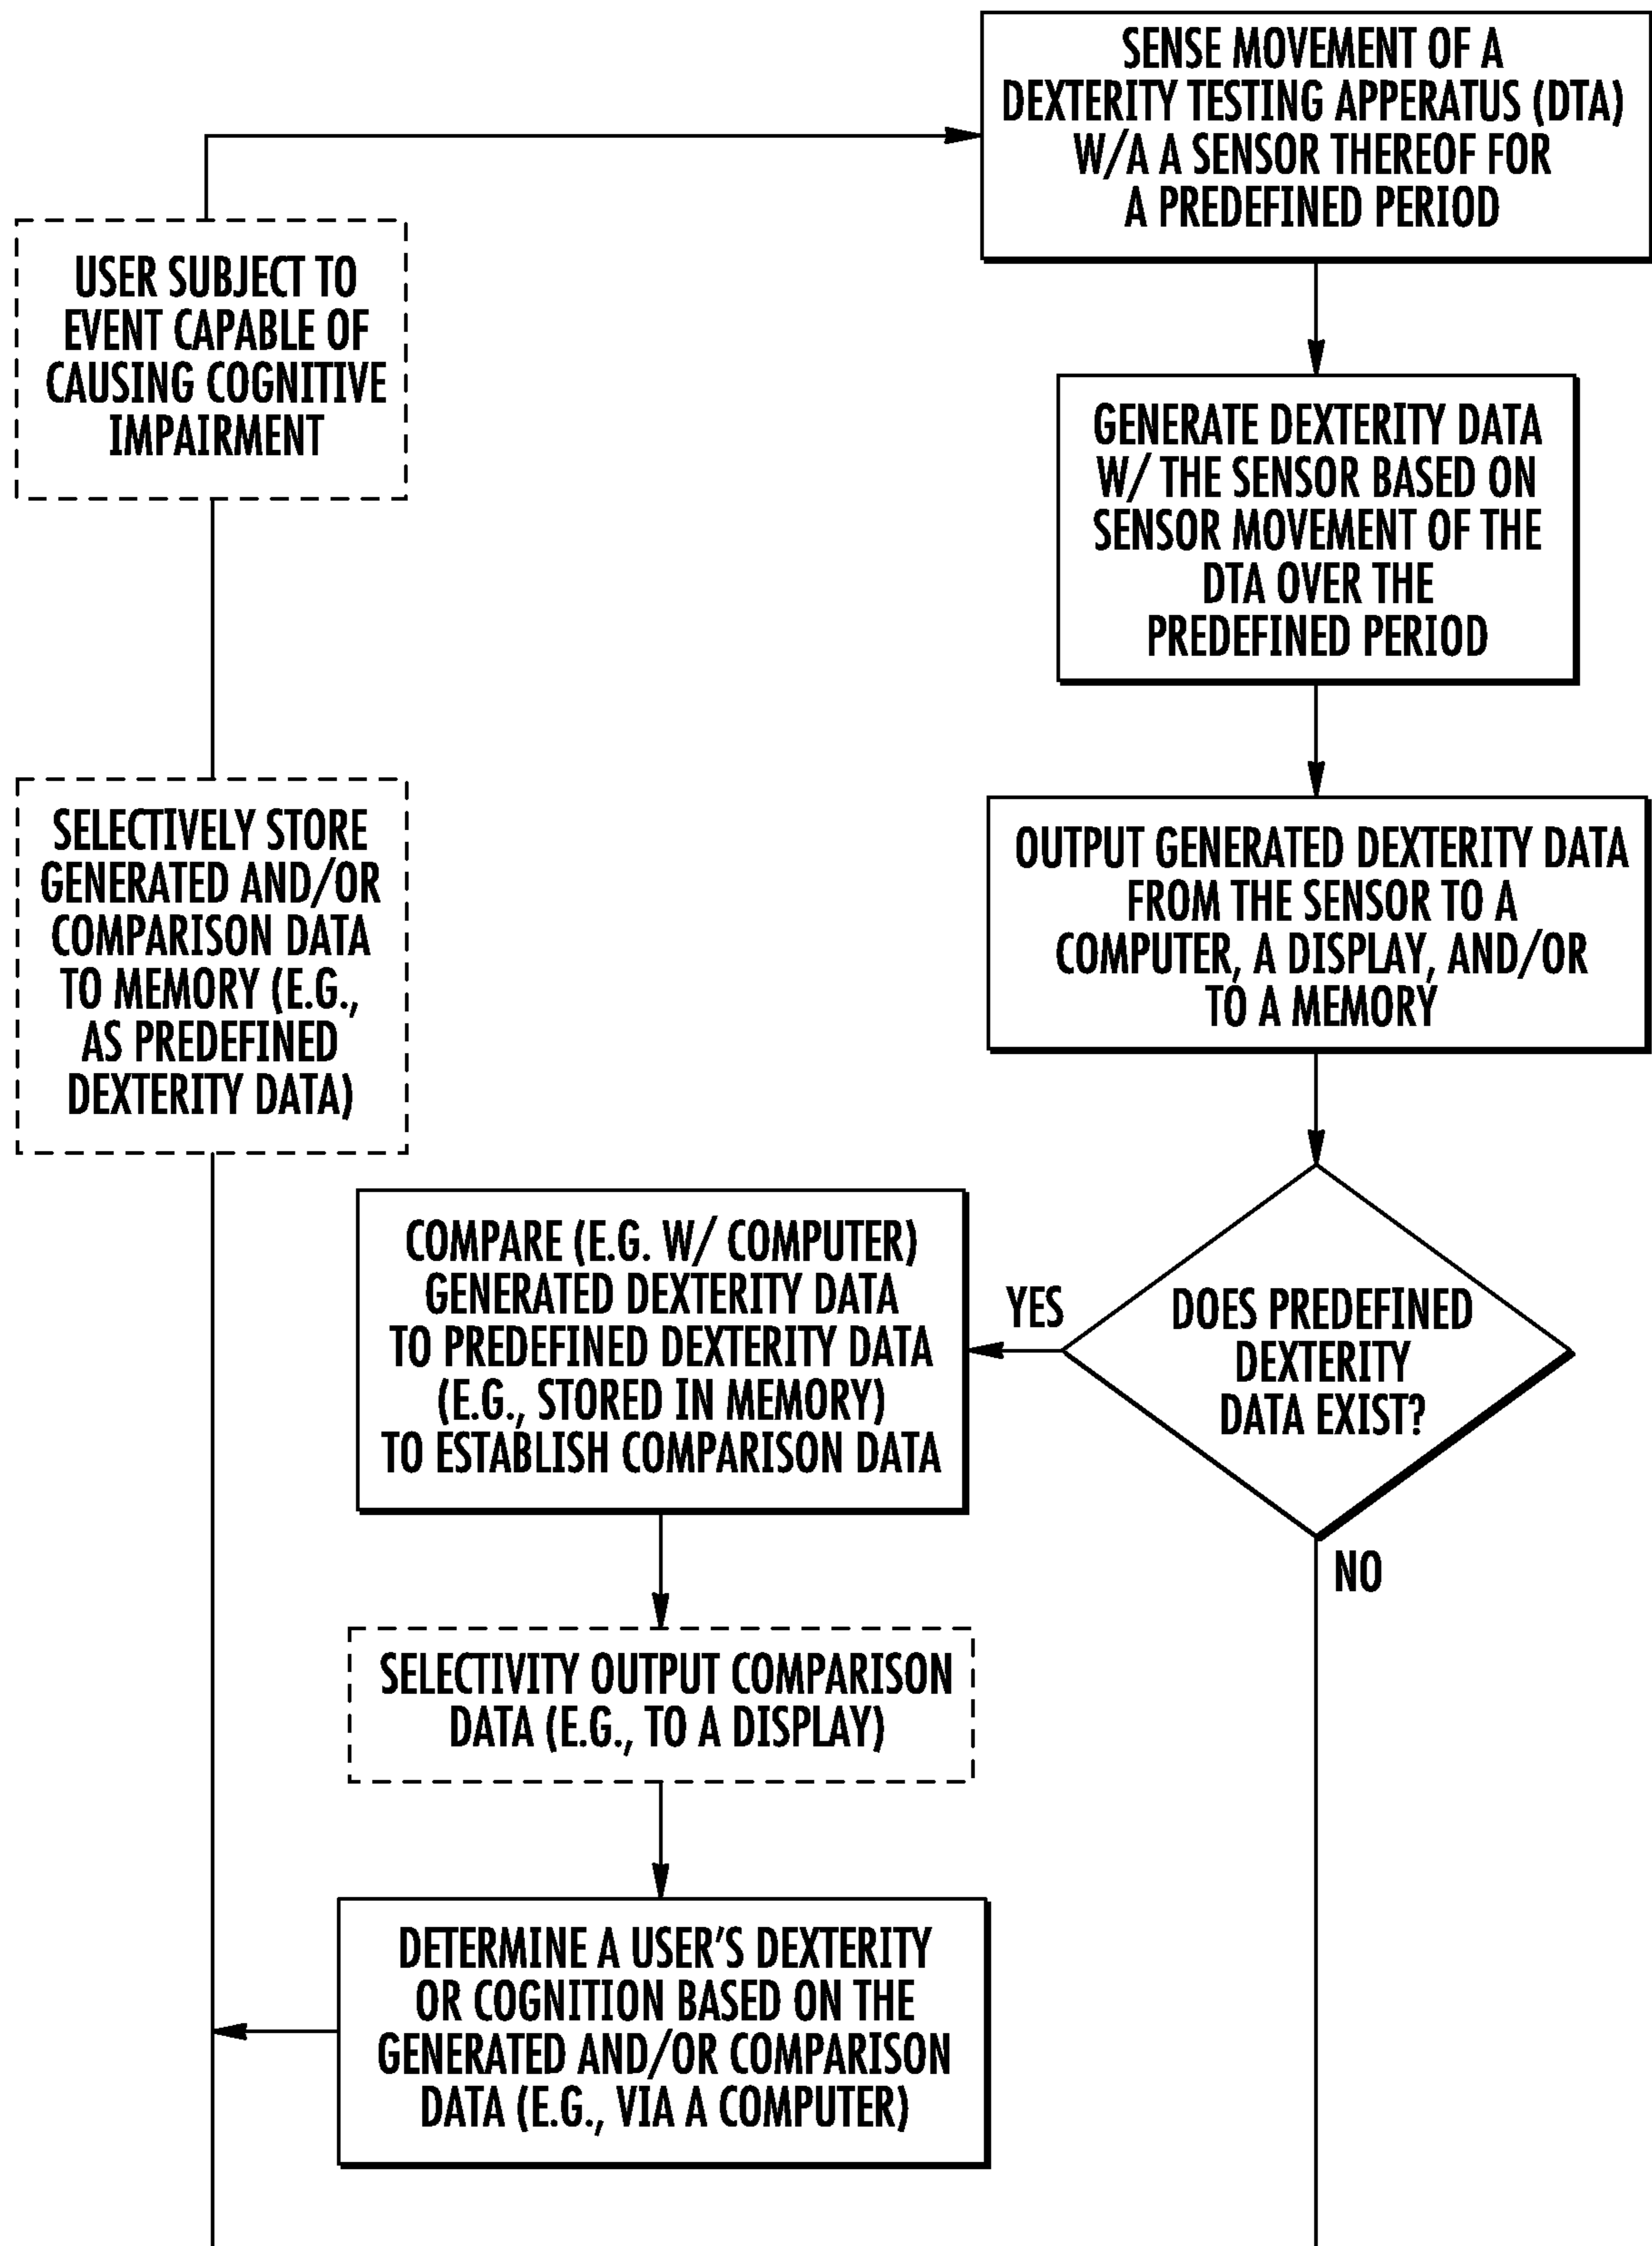 SENSE MOVEMENT OF A
DEXTERITY TESTING APPERATUS (DTA)
W/A A SENSOR THEREOF FOR
A PREDEFINED PERIOD
USER SUBJECT TO
EVENT CAPABLE OF
CAUSING COGNITIVE
IMPAIRMENT
GENERATE DEXTERITY DATA
W/ THE SENSOR BASED ON
SENSOR MOVEMENT OF THE
DTA OVER THE
PREDEFINED PERIOD
SELECTIVELY STORE
GENERATED AND/OR
COMPARISON DATA
TO MEMORY (E.G.,
AS PREDEFINED
DEXTERITY DATA)
OUTPUT GENERATED DEXTERITY DATA
FROM THE SENSOR TO A
COMPUTER, A DISPLAY, AND/OR
TO A MEMORY
COMPARE (E.G. W/ COMPUTER)
GENERATED DEXTERITY DATA
TO PREDEFINED DEXTERITY DATA
(E.G., STORED IN MEMORY)
TO ESTABLISH COMPARISON DATA
YES
DOES PREDEFINED
DEXTERITY
DATA EXIST?
NO
SELECTIVITY OUTPUT COMPARISON
DATA (E.G., TO A DISPLAY)
DETERMINE A USER'S DEXTERITY
OR COGNITION BASED ON THE
GENERATED AND/OR COMPARISON
DATA (E.G., VIA A COMPUTER)